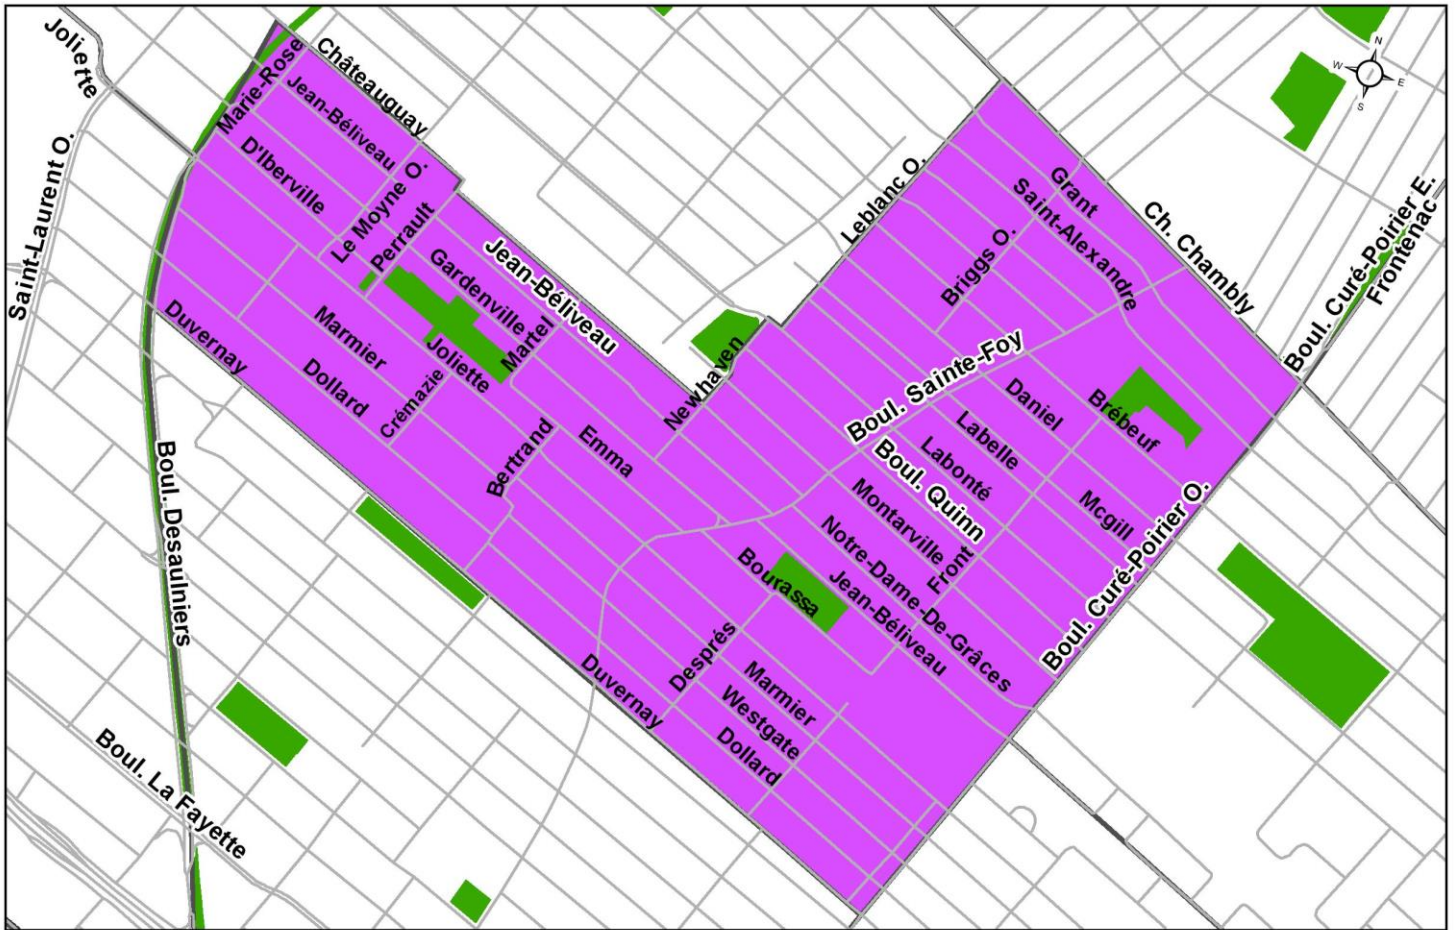 Joliette
Châteauguay
Marie-Rose
Jean-Béliveau
Saint-Laurent O.
D'Iberville
Le Moyne O.
Perrault
Gardenville
Jean-Béliveau
Martel
Marmier
Joliette
Duvernay
Dollard
Crémazie
Newhaven
Leblanc O.
Grant
Saint-Alexandre
Briggs O.
Ch. Chambly
Boul. Curé-Poirier E.
Frontenac
N
W
E
S
Boul. Sainte-Foy
Bertrand
Emma
Daniel
Brébeuf
Labelle
Labonté
Boul. Quinn
Mcgill
Montarville
Front
Notre-Dame-De-Grâces
Jean-Béliveau
Boul. Curé-Poirier O.
Bourassa
Després
Boul. Desaulniers
Duvernay
Marmier
Westgate
Dollard
Boul. La Fayette